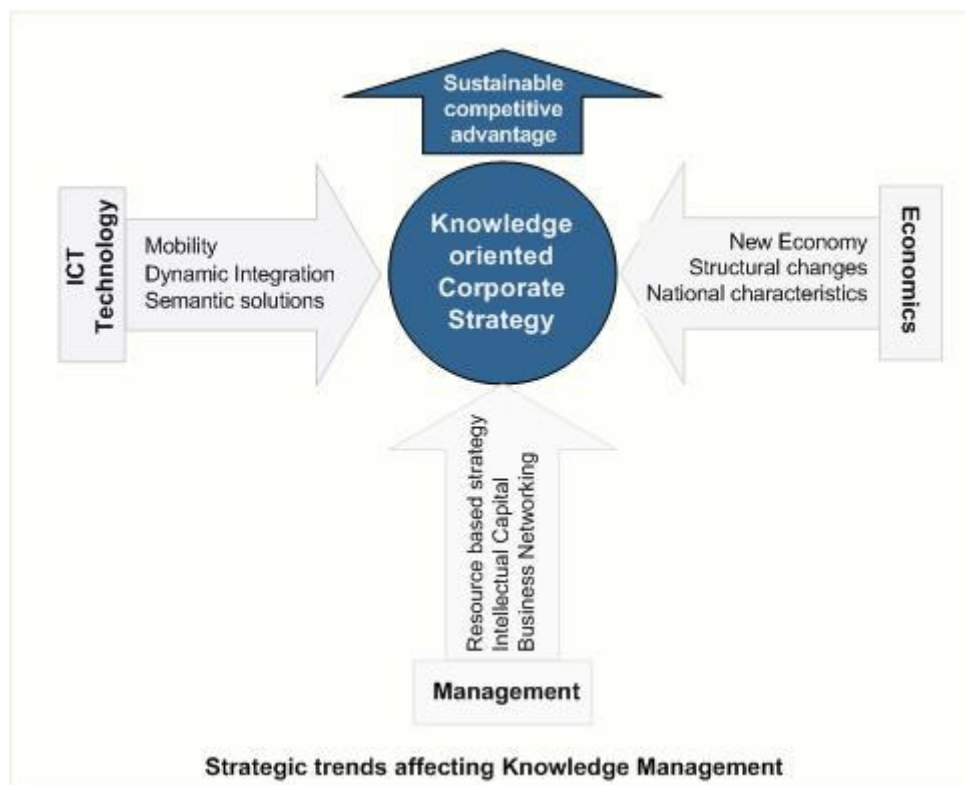 Sustainable
competitive
advantage
ICT
Technology
Mobility
Dynamic Integration
Semantic solutions
Knowledge
oriented
Corporate
Strategy
New Economy
Structural changes
National characteristics
Economics
Resource based strategy
Intellectual Capital
Business Networking
Management
Strategic trends affecting Knowledge Management